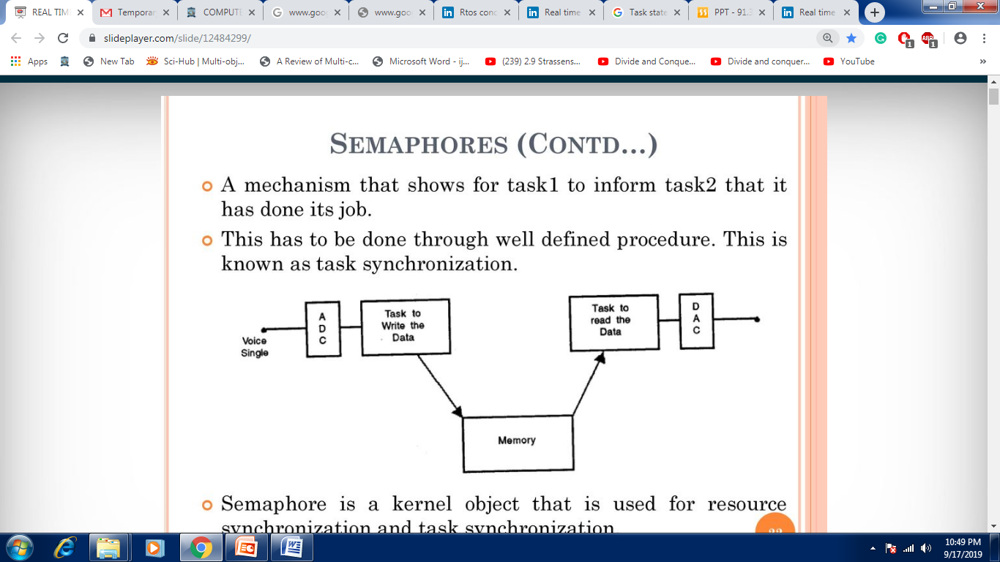 REAL TIM
Temporar
COMPUTE
www.goo
www.goo
Rtos conc
Real time
Task state
PPT - 91.3
Real time
slideplayer.com/slide/12484299/
1
ABP
1
Apps
New Tab
Sci-Hub | Multi-obj...
A Review of Multi-c...
Microsoft Word - ij...
(239) 2.9 Strassens...
Divide and Conque...
Divide and conquer...
YouTube
»
SEMAPHORES (CONTD...)
A mechanism that shows for task1 to inform task2 that it
has done its job.
This has to be done through well defined procedure. This is
known as task synchronization.
Voice
Single
A
D
C
Task to
Write the
Data
Memory
Task to
read the
Data
D
A
C
Semaphore is a kernel object that is used for resource
synchronization and task synchronization.
10:49 PM
9/17/2019